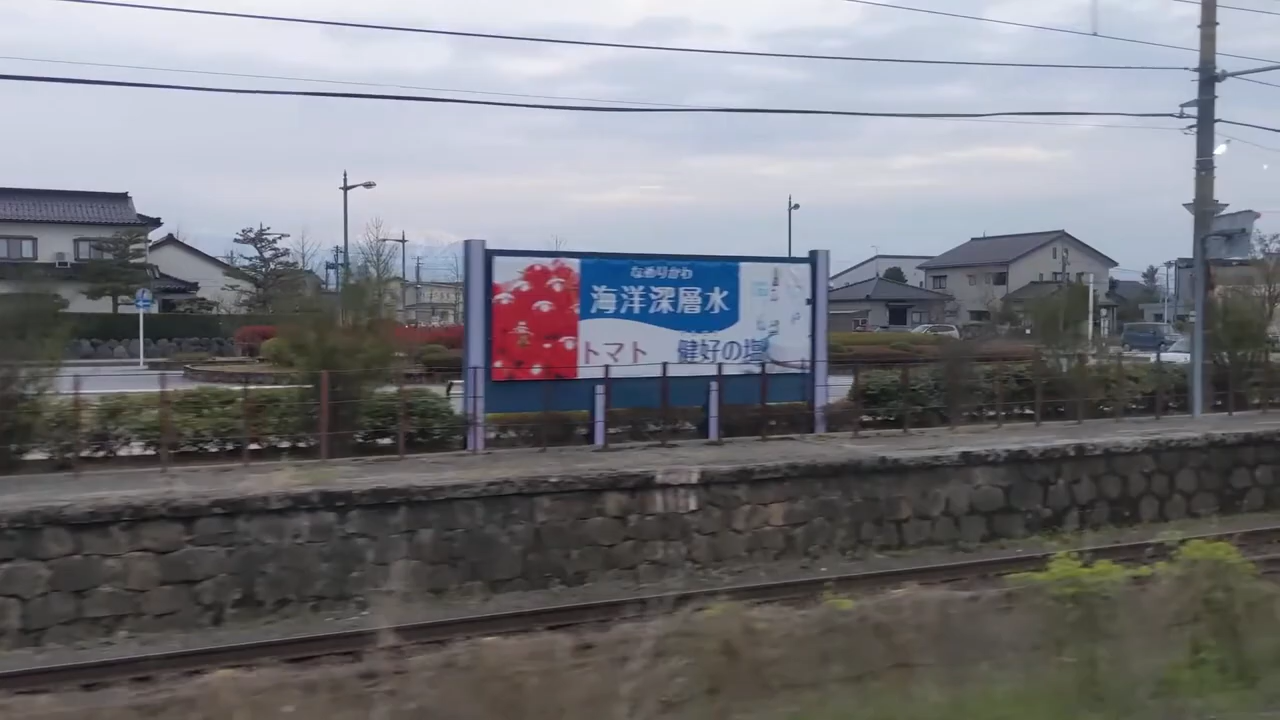 なめりかわ
海洋深層水
トマト 健好の塩